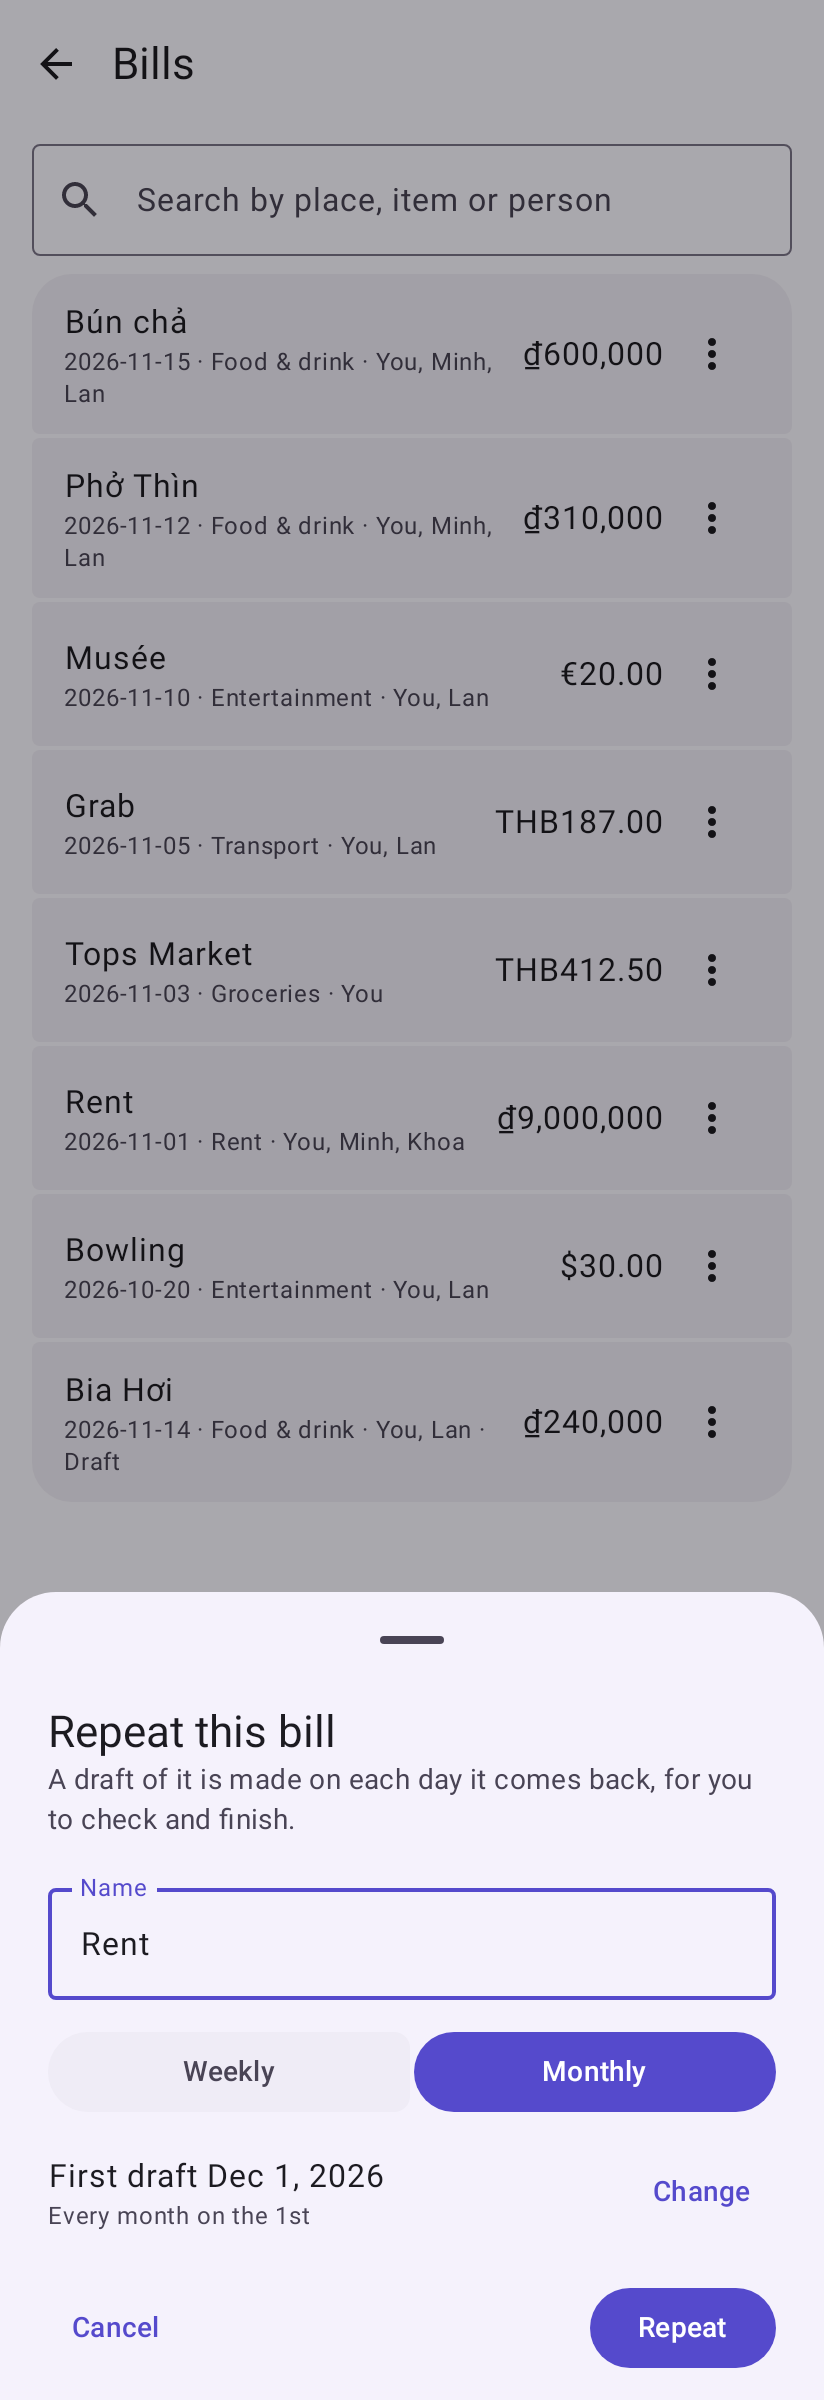 Bills
Search by place, item or person
Bún chả
2026-11-15 · Food & drink · You, Minh, Lan
₫600,000
Phở Thìn
2026-11-12 · Food & drink · You, Minh, Lan
₫310,000
Musée
2026-11-10 · Entertainment · You, Lan
€20.00
Grab
2026-11-05 · Transport · You, Lan
THB187.00
Tops Market
2026-11-03 · Groceries · You
THB412.50
Rent
2026-11-01 · Rent · You, Minh, Khoa
₫9,000,000
Bowling
2026-10-20 · Entertainment · You, Lan
$30.00
Bia Hơi
2026-11-14 · Food & drink · You, Lan · Draft
₫240,000
Repeat this bill
A draft of it is made on each day it comes back, for you
to check and finish.
Name
Rent
Weekly
Monthly
First draft Dec 1, 2026
Every month on the 1st
Change
Cancel
Repeat